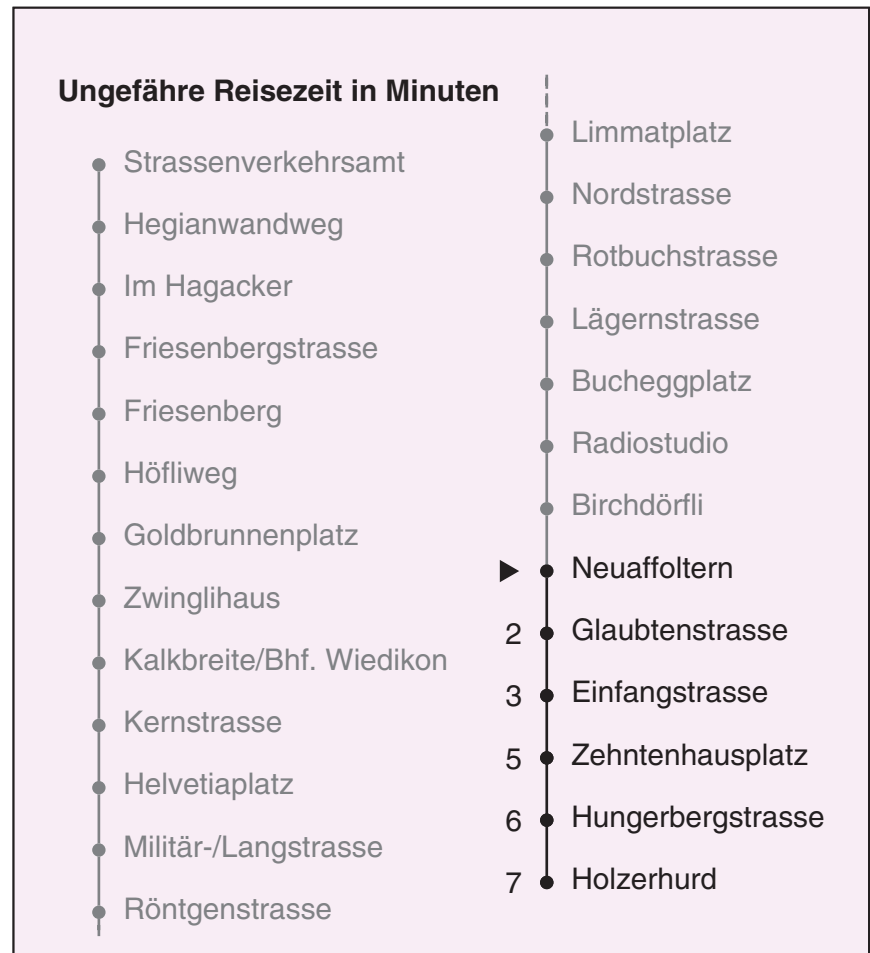 Ungefähre Reisezeit in Minuten
Strassenverkehrsamt
Hegianwandweg
Im Hagacker
Friesenbergstrasse
Friesenberg
Höfliweg
Goldbrunnenplatz
Zwinglihaus
Kalkbreite/Bhf. Wiedikon
Kernstrasse
Helvetiaplatz
Militär-/Langstrasse
Röntgenstrasse
Limmatplatz
Nordstrasse
Rotbuchstrasse
Lägernstrasse
Bucheggplatz
Radiostudio
Birchdörfli
Neuaffoltern
2 Glaubtenstrasse
3 Einfangstrasse
5 Zehntenhausplatz
6 Hungerbergstrasse
7 Holzerhurd